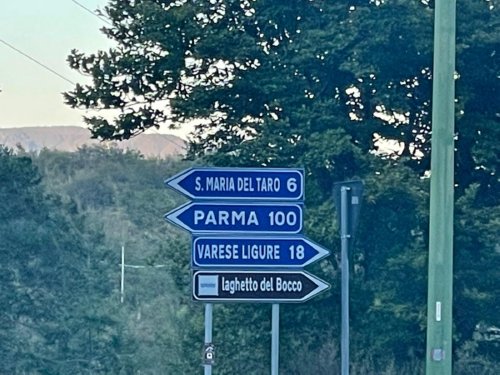 S. MARIA DEL TARO 6
PARMA 100
VARESE LIGURE 18
laghetto del Bocco